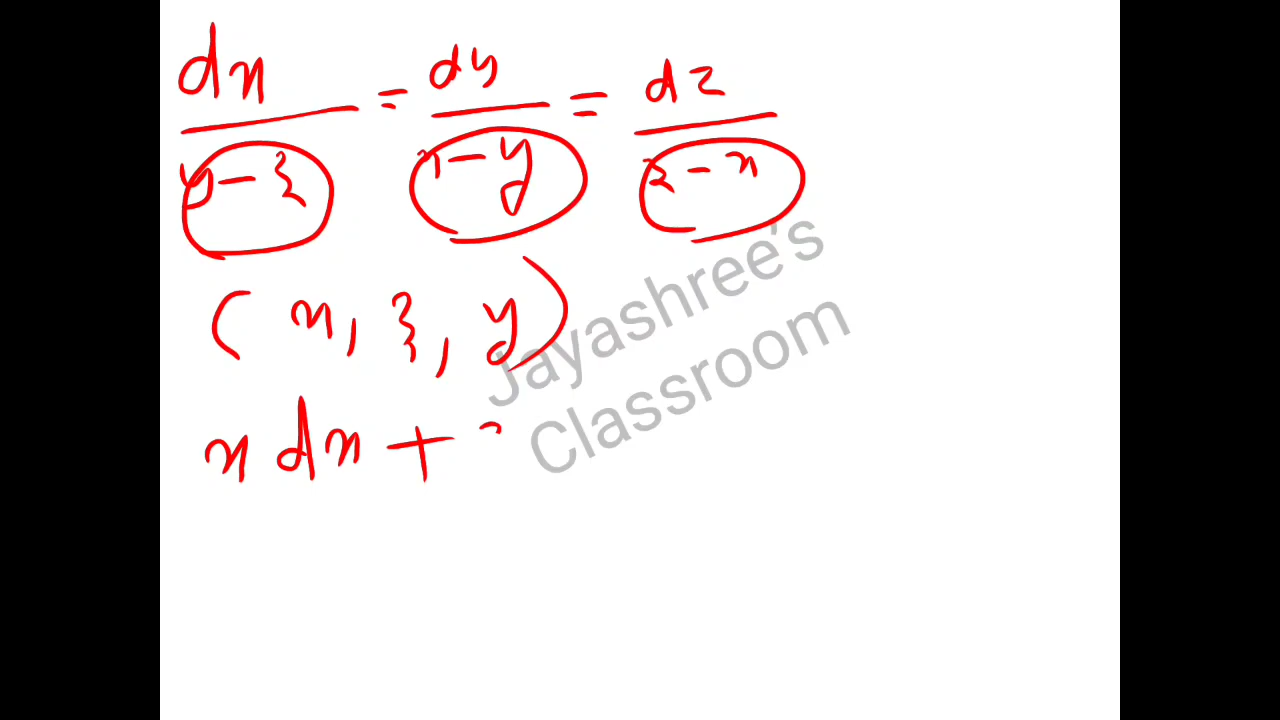 dx/y-z = dy/x-y = dz/z-x
(x, z, y)
x dx +
Jayashree's
Classroom